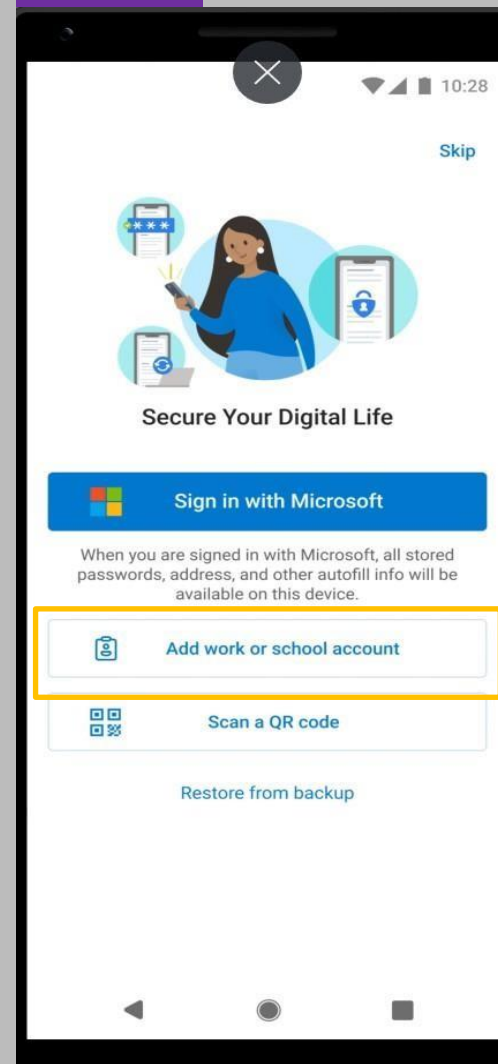 10:28
Skip
***
Secure Your Digital Life
Sign in with Microsoft
When you are signed in with Microsoft, all stored
passwords, address, and other autofill info will be
available on this device.
Add work or school account
Scan a QR code
Restore from backup